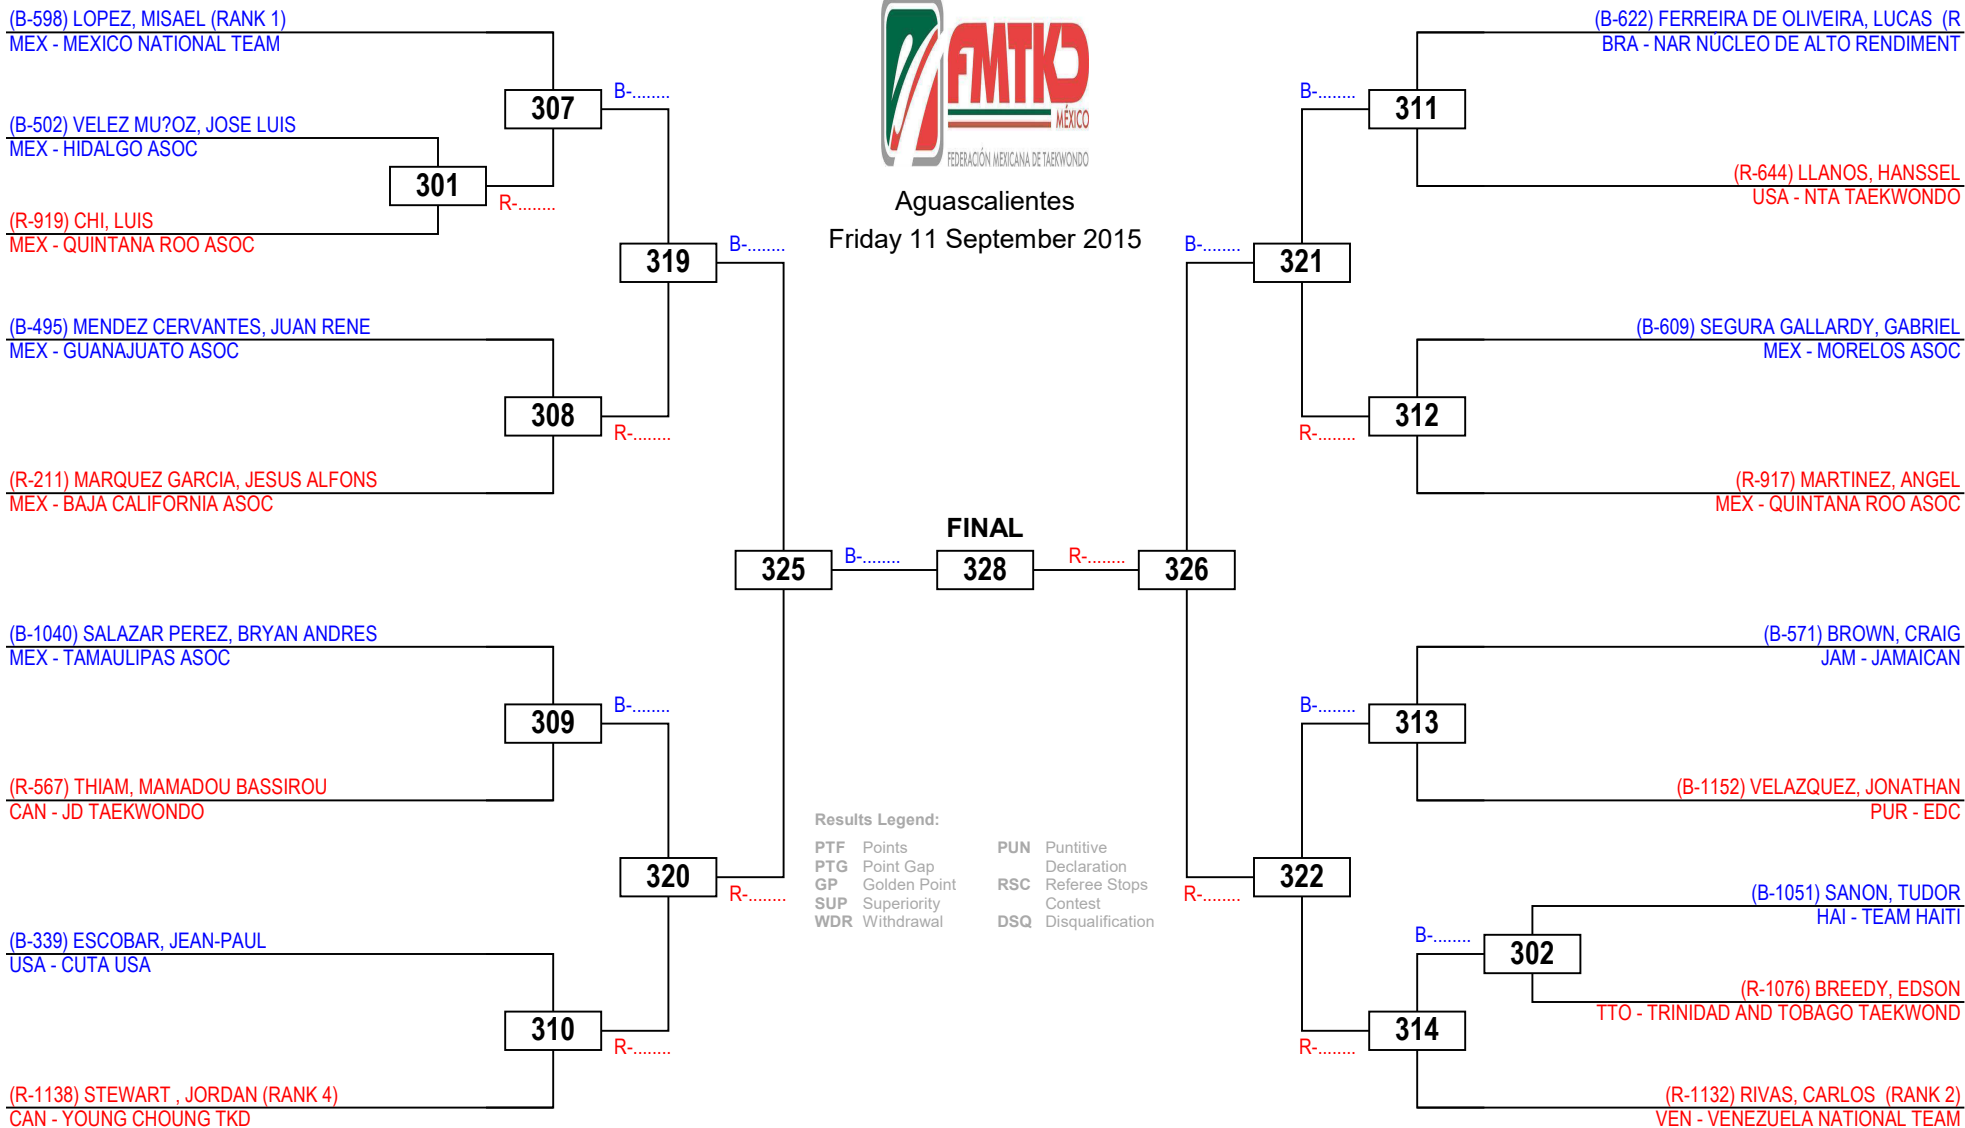 (B-598) LOPEZ, MISAEL (RANK 1)
MEX - MEXICO NATIONAL TEAM
307
B-........
(B-502) VELEZ MU?OZ, JOSE LUIS
MEX - HIDALGO ASOC
301
R-........
(R-919) CHI, LUIS
MEX - QUINTANA ROO ASOC
319
B-........
(B-495) MENDEZ CERVANTES, JUAN RENE
MEX - GUANAJUATO ASOC
308
R-........
(R-211) MARQUEZ GARCIA, JESUS ALFONS
MEX - BAJA CALIFORNIA ASOC
325
B-........
(B-1040) SALAZAR PEREZ, BRYAN ANDRES
MEX - TAMAULIPAS ASOC
309
B-........
(R-567) THIAM, MAMADOU BASSIROU
CAN - JD TAEKWONDO
320
R-........
(B-339) ESCOBAR, JEAN-PAUL
USA - CUTA USA
310
R-........
(R-1138) STEWART , JORDAN (RANK 4)
CAN - YOUNG CHOUNG TKD
FMTKD
MÉXICO
FEDERACIÓN MEXICANA DE TAEKWONDO
Aguascalientes
Friday 11 September 2015
FINAL
328
Results Legend:
PTF Points
PTG Point Gap
GP Golden Point
SUP Superiority
WDR Withdrawal
PUN Puntitive
Declaration
RSC Referee Stops
Contest
DSQ Disqualification
(B-622) FERREIRA DE OLIVEIRA, LUCAS (R
BRA - NAR NÚCLEO DE ALTO RENDIMENT
B-........
311
(R-644) LLANOS, HANSSEL
USA - NTA TAEKWONDO
B-........
321
(B-609) SEGURA GALLARDY, GABRIEL
MEX - MORELOS ASOC
312
R-........
(R-917) MARTINEZ, ANGEL
MEX - QUINTANA ROO ASOC
R-........
326
(B-571) BROWN, CRAIG
JAM - JAMAICAN
B-........
313
(B-1152) VELAZQUEZ, JONATHAN
PUR - EDC
322
R-........
(B-1051) SANON, TUDOR
HAI - TEAM HAITI
B-........
302
(R-1076) BREEDY, EDSON
TTO - TRINIDAD AND TOBAGO TAEKWOND
314
R-........
(R-1132) RIVAS, CARLOS (RANK 2)
VEN - VENEZUELA NATIONAL TEAM